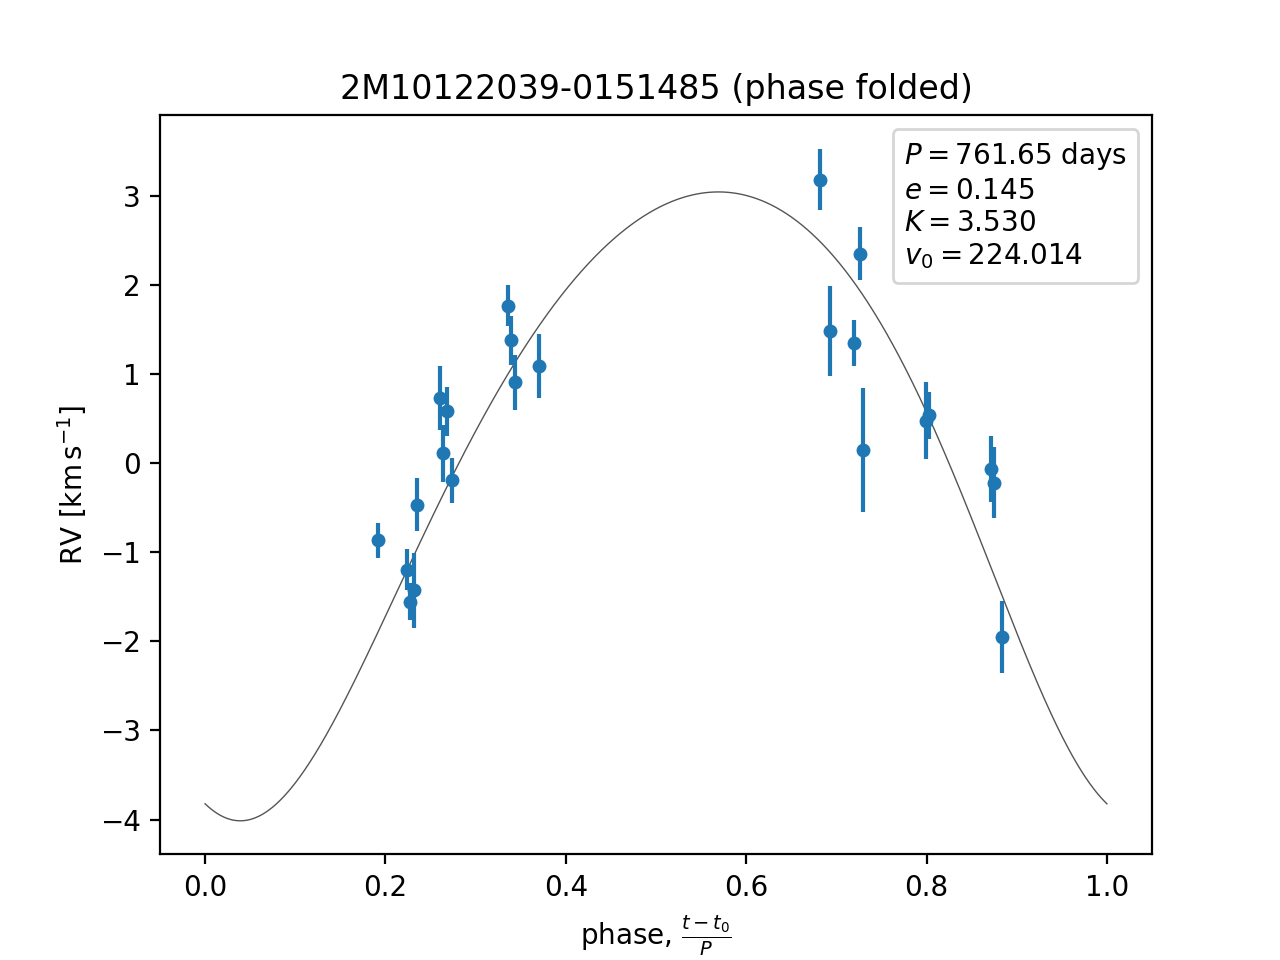 2M10122039-0151485 (phase folded)
P = 761.65 days
e = 0.145
K = 3.530
v₀ = 224.014
3
2
1
0
−1
−2
−3
−4
RV [km s⁻¹]
0.0 0.2 0.4 0.6 0.8 1.0
phase, (t − t₀)/P